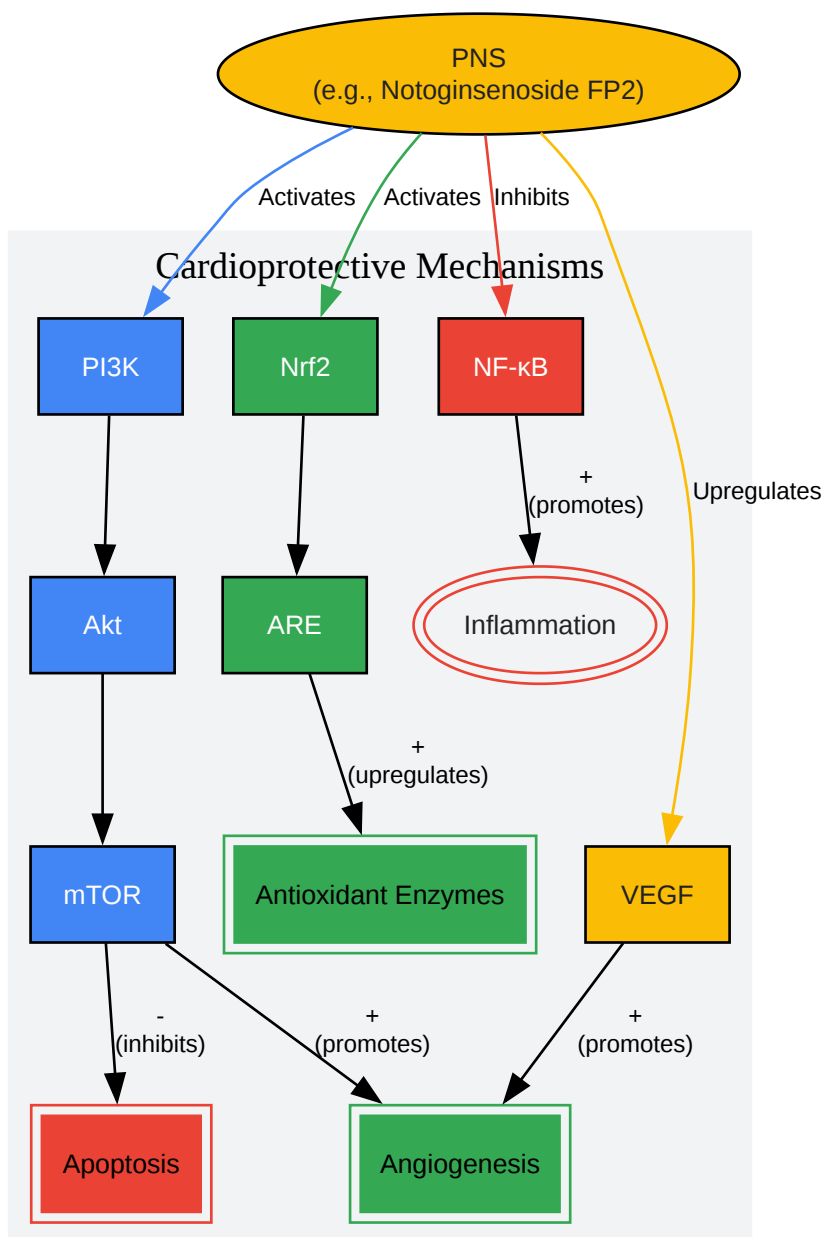 PNS
(e.g., Notoginsenoside FP2)
Activates
Activates
Inhibits
Cardioprotective Mechanisms
PI3K
Nrf2
NF-κB
+
(promotes)
Upregulates
Akt
ARE
Inflammation
+
(upregulates)
mTOR
Antioxidant Enzymes
VEGF
-
(inhibits)
+
(promotes)
+
(promotes)
Apoptosis
Angiogenesis